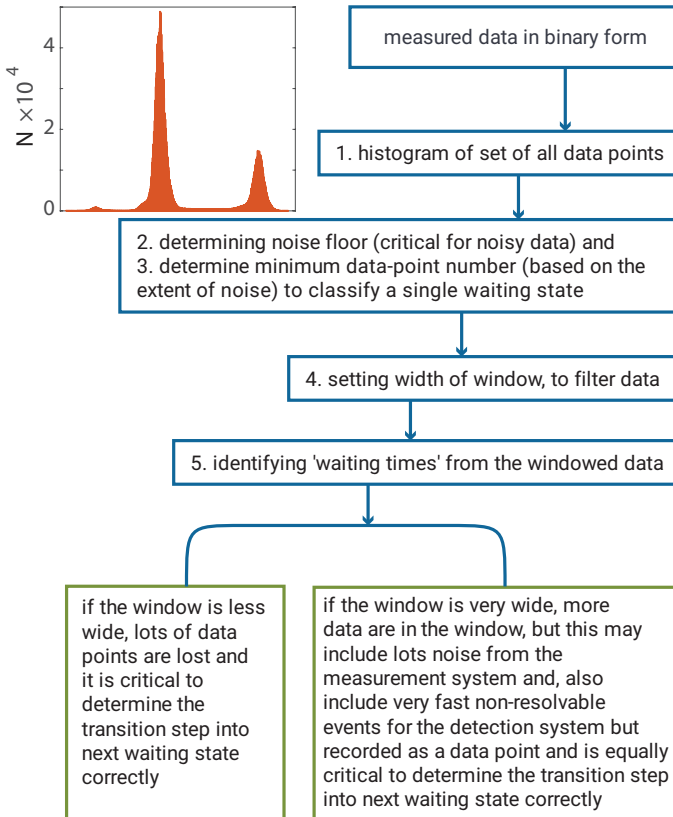 4
2
0
N ×10⁴
measured data in binary form
1. histogram of set of all data points
2. determining noise floor (critical for noisy data) and
3. determine minimum data-point number (based on the
extent of noise) to classify a single waiting state
4. setting width of window, to filter data
5. identifying 'waiting times' from the windowed data
if the window is less
wide, lots of data
points are lost and
it is critical to
determine the
transition step into
next waiting state
correctly
if the window is very wide, more
data are in the window, but this may
include lots noise from the
measurement system and, also
include very fast non-resolvable
events for the detection system but
recorded as a data point and is equally
critical to determine the transition step
into next waiting state correctly